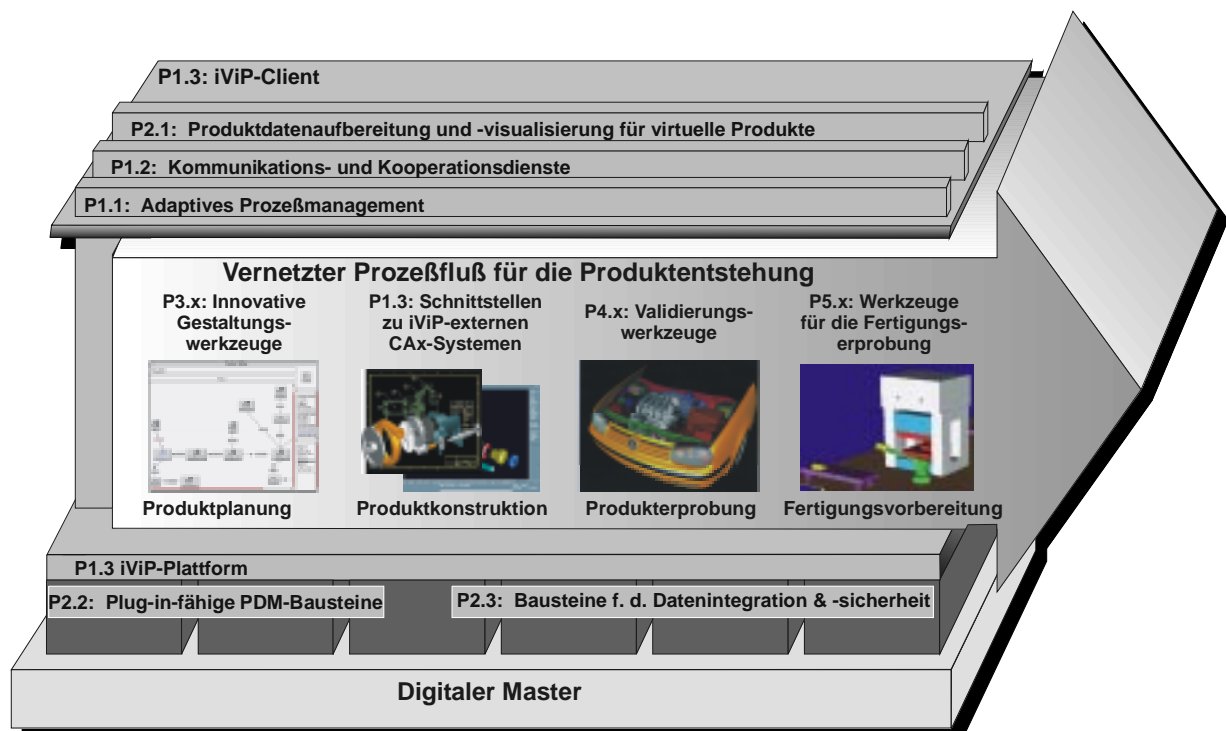 P1.3: iViP-Client
P2.1: Produktdatenaufbereitung und -visualisierung für virtuelle Produkte
P1.2: Kommunikations- und Kooperationsdienste
P1.1: Adaptives Prozeßmanagement
Vernetzter Prozeßfluß für die Produktentstehung
P3.x: Innovative
Gestaltungs-
werkzeuge
P1.3: Schnittstellen
zu iViP-externen
CAx-Systemen
P4.x: Validierungs-
werkzeuge
P5.x: Werkzeuge
für die Fertigungs-
erprobung
Produktplanung
Produktkonstruktion
Produkterprobung
Fertigungsvorbereitung
P1.3 iViP-Plattform
P2.2: Plug-in-fähige PDM-Bausteine
P2.3: Bausteine f. d. Datenintegration & -sicherheit
Digitaler Master